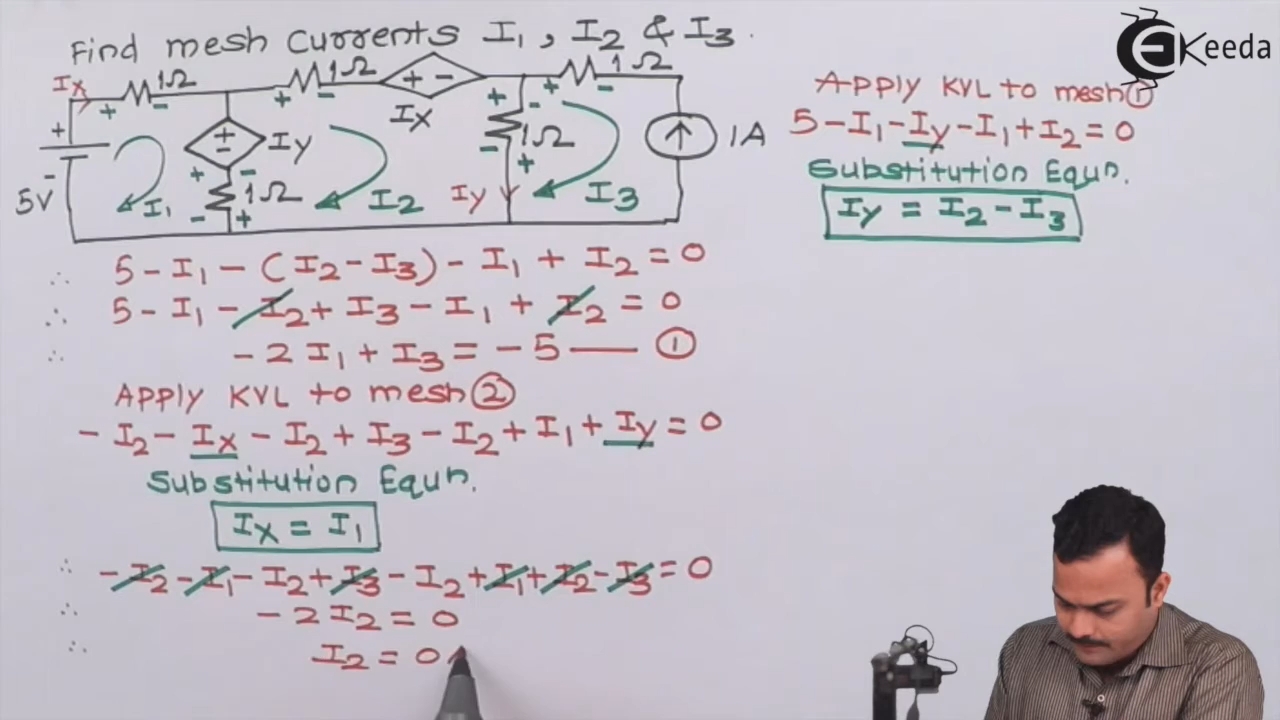 Find mesh currents I1, I2 & I3.
EKeeda
Ix
1Ω
1Ω
+ -
Ix
1Ω
5V
+
-
+ -
Iy
1Ω
1Ω
1A
I1
I2
Iy
I3
Apply KVL to mesh ①
5 - I1 - Iy - I1 + I2 = 0
Substitution Equn.
Iy = I2 - I3
∴ 5 - I1 - (I2 - I3) - I1 + I2 = 0
∴ 5 - I1 - I2 + I3 - I1 + I2 = 0
∴ -2 I1 + I3 = -5 — ①
Apply KVL to mesh ②
- I2 - Ix - I2 + I3 - I2 + I1 + Iy = 0
Substitution Equn.
Ix = I1
∴ - I2 - I1 - I2 + I3 - I2 + I1 + I2 - I3 = 0
∴ -2 I2 = 0
∴ I2 = 0